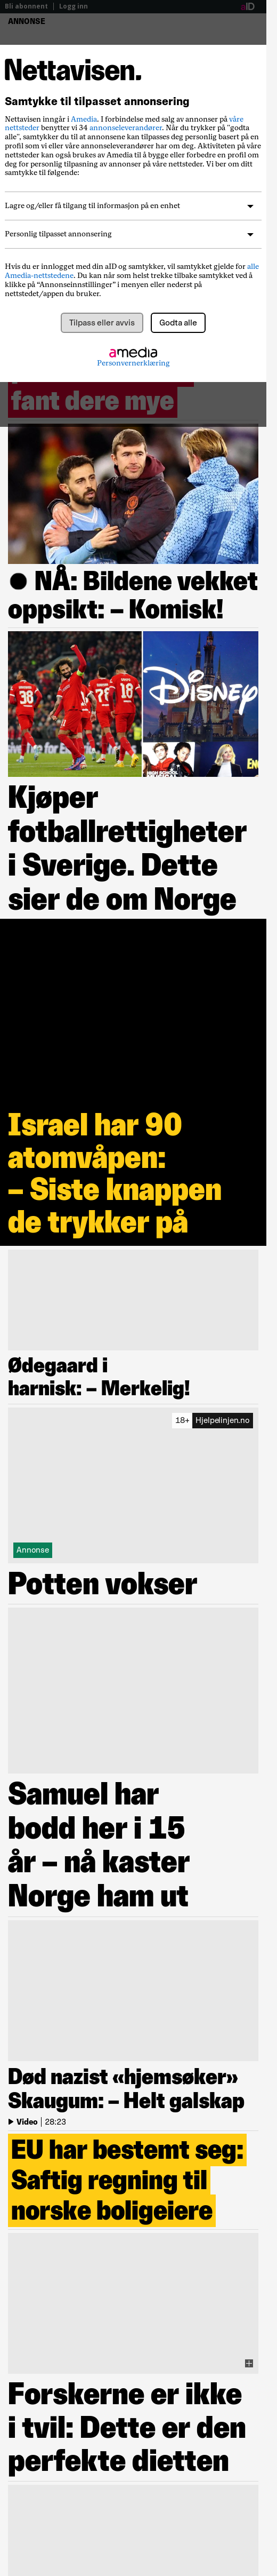 Bli abonnent | Logg inn
aID
ANNONSE
Nettavisen.
Samtykke til tilpasset annonsering
Nettavisen inngår i Amedia. I forbindelse med salg av annonser på våre
nettsteder benytter vi 34 annonseleverandører. Når du trykker på "godta
alle", samtykker du til at annonsene kan tilpasses deg personlig basert på en
profil som vi eller våre annonseleverandører har om deg. Aktiviteten på våre
nettsteder kan også brukes av Amedia til å bygge eller forbedre en profil om
deg for personlig tilpasning av annonser på vårt nettsteder. Vi ber om ditt
samtykke til følgende:
Lagre og/eller få tilgang til informasjon på en enhet
Personlig tilpasset annonsering
Hvis du er innlogget med din aID og samtykker, vil samtykket gjelde for alle
Amedia-nettstedene. Du kan når som helst trekke tilbake samtykket ved å
klikke på “Annonseinnstillinger” i menyen eller nederst på
nettstedet/appen du bruker.
Tilpass eller avvis
Godta alle
amedia
Personvernerklæring
fant dere mye
● NÅ: Bildene vekket
oppsikt: – Komisk!
38
78
18
DISNEY
Kjøper
fotballrettigheter
i Sverige. Dette
sier de om Norge
Israel har 90
atomvåpen:
– Siste knappen
de trykker på
Ødegaard i
harnisk: – Merkelig!
18+ Hjelpelinjen.no
Annonse
Potten vokser
Samuel har
bodd her i 15
år – nå kaster
Norge ham ut
Død nazist «hjemsøker»
Skaugum: – Helt galskap
Video | 28:23
EU har bestemt seg:
Saftig regning til
norske boligeiere
Forskerne er ikke
i tvil: Dette er den
perfekte dietten